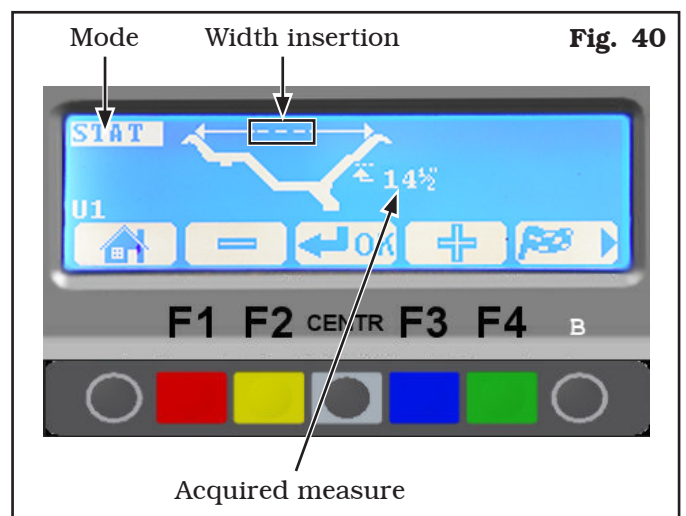 Mode Width insertion Fig. 40
STAT
14½"
U1
OK
F1 F2 CENTR F3 F4 B
Acquired measure